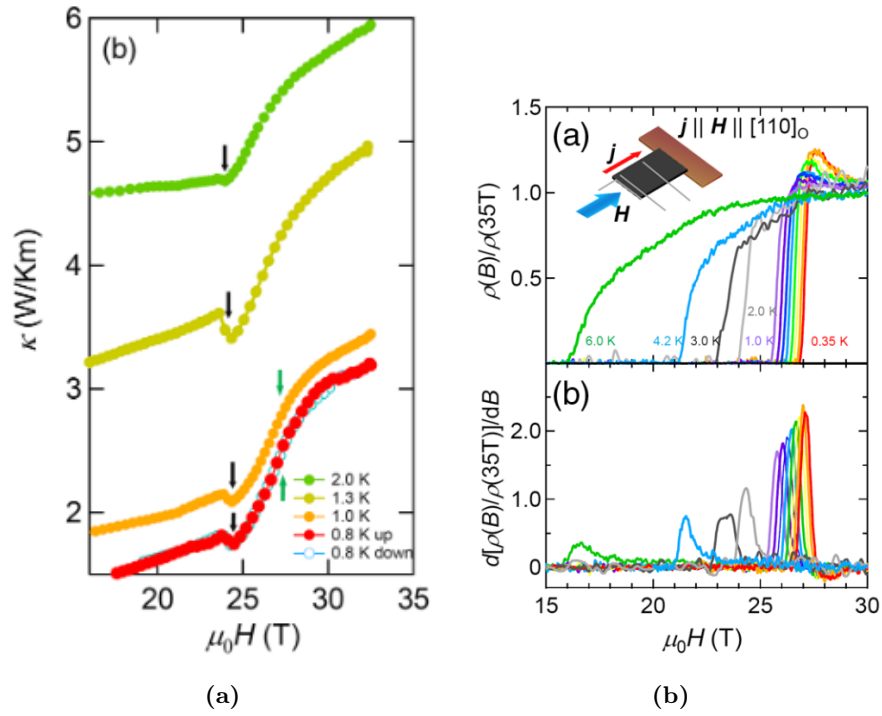 (b)
6
5
4
3
2
κ (W/Km)
2.0 K
1.3 K
1.0 K
0.8 K up
0.8 K down
20
25
30
35
μ₀H (T)
(a)
(a)
j || H || [110]O
j
H
1.5
1.0
0.5
ρ(B)/ρ(35T)
6.0 K
4.2 K
3.0 K
2.0 K
1.0 K
0.35 K
(b)
2.0
1.0
0
d[ρ(B)/ρ(35T)]/dB
15
20
25
30
μ₀H (T)
(b)